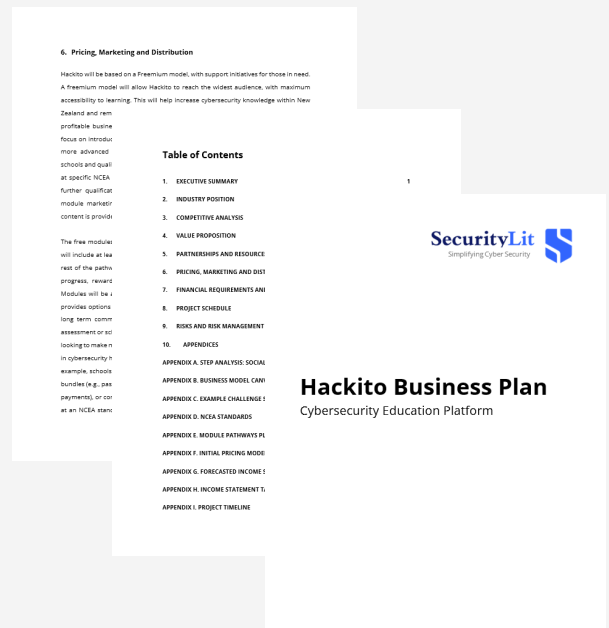 6. Pricing, Marketing and Distribution
Hackito will be based on a Freemium model, with support initiatives for those in need.
A freemium model will allow Hackito to reach the widest audience, with maximum
accessibility to learning. This will help increase cybersecurity knowledge within New
Zealand and rem
profitable busine
focus on introduc
more advanced
schools and quali
at specific NCEA
further qualificat
module marketin
content is provide
The free modules
will include at lea
rest of the pathw
progress, reward
Modules will be a
provides options
long term comm
assessment or scl
looking to make n
in cybersecurity h
example, schools
bundles (e.g., pas
payments), or cor
at an NCEA stanc
Table of Contents
1. EXECUTIVE SUMMARY 1
2. INDUSTRY POSITION
3. COMPETITIVE ANALYSIS
4. VALUE PROPOSITION
5. PARTNERSHIPS AND RESOURCE
6. PRICING, MARKETING AND DIST
7. FINANCIAL REQUIREMENTS AN
8. PROJECT SCHEDULE
9. RISKS AND RISK MANAGEMENT
10. APPENDICES
APPENDIX A. STEP ANALYSIS: SOCIAL
APPENDIX B. BUSINESS MODEL CAN
APPENDIX C. EXAMPLE CHALLENGE S
APPENDIX D. NCEA STANDARDS
APPENDIX E. MODULE PATHWAYS PL
APPENDIX F. INITIAL PRICING MODE
APPENDIX G. FORECASTED INCOME S
APPENDIX H. INCOME STATEMENT T
APPENDIX I. PROJECT TIMELINE
SecurityLit
Simplifying Cyber Security
Hackito Business Plan
Cybersecurity Education Platform